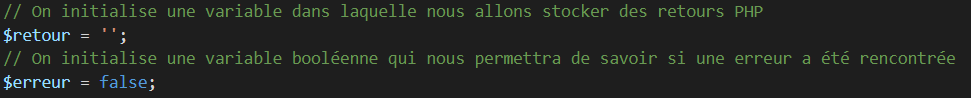 // On initialise une variable dans laquelle nous allons stocker des retours PHP
$retour = '';
// On initialise une variable booléenne qui nous permettra de savoir si une erreur a été rencontrée
$erreur = false;